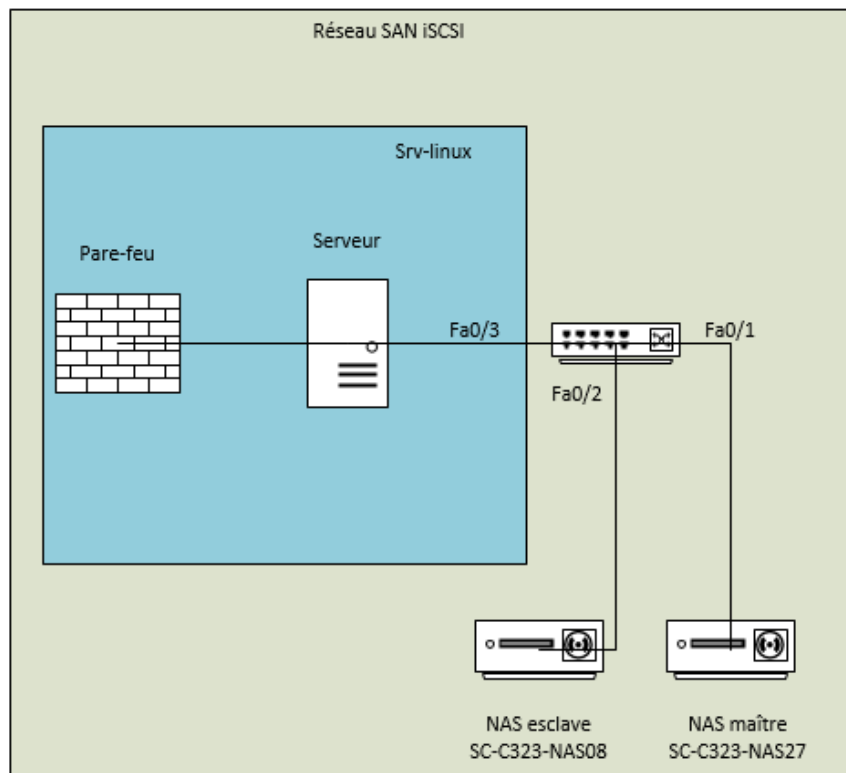 Réseau SAN iSCSI
Srv-linux
Pare-feu
Serveur
Fa0/3
Fa0/1
Fa0/2
NAS esclave
SC-C323-NAS08
NAS maître
SC-C323-NAS27